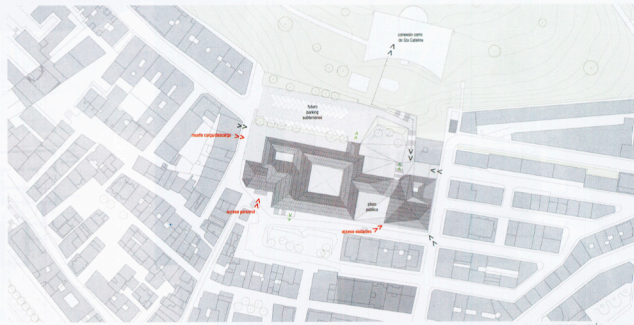 conexión cerro
de Sta Catalina
futuro
parking
subterráneo
muelle carga/descarga
acceso personal
plaza
pública
acceso visitantes